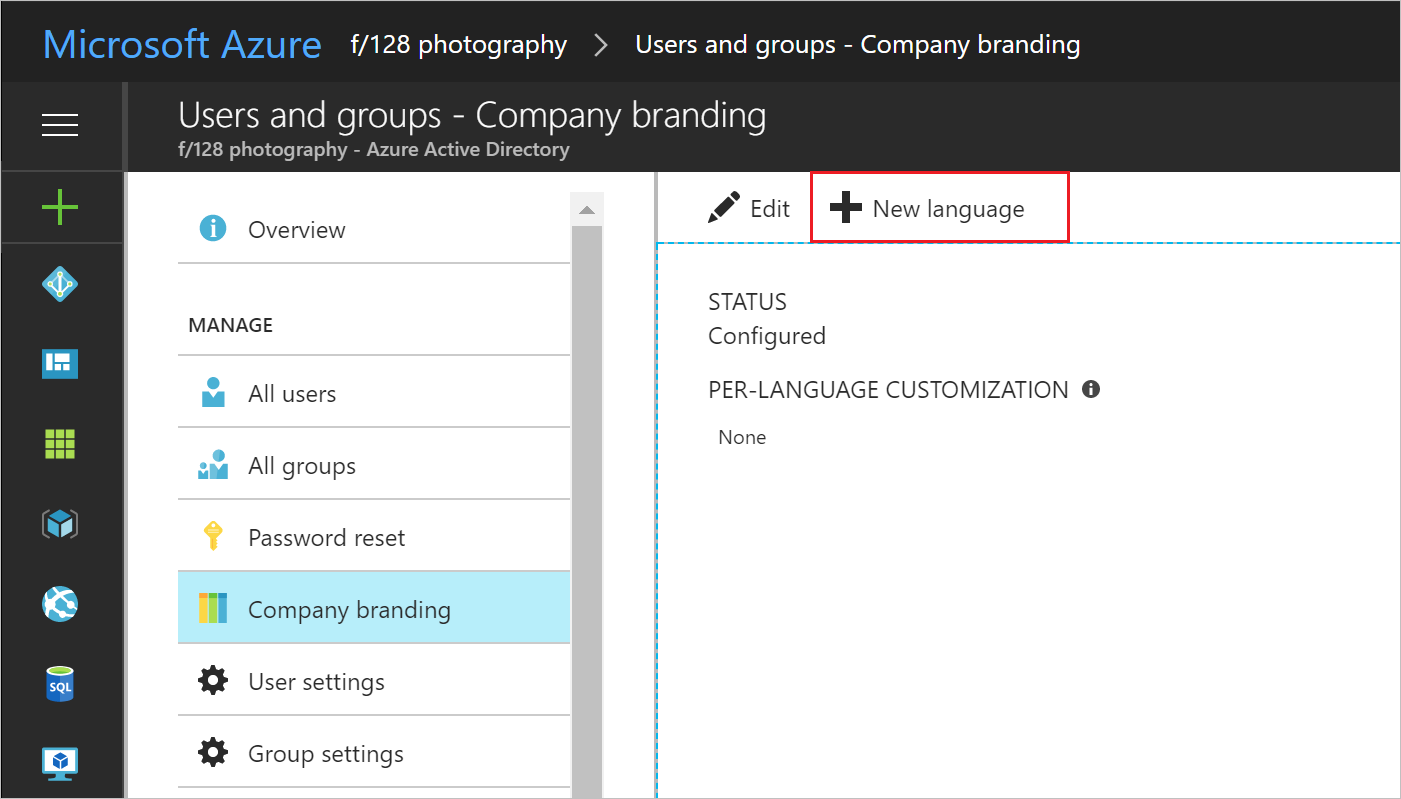 Microsoft Azure f/128 photography > Users and groups - Company branding
Users and groups - Company branding
f/128 photography - Azure Active Directory
Overview
MANAGE
All users
All groups
Password reset
Company branding
User settings
Group settings
Edit
New language
STATUS
Configured
PER-LANGUAGE CUSTOMIZATION
None
SQL